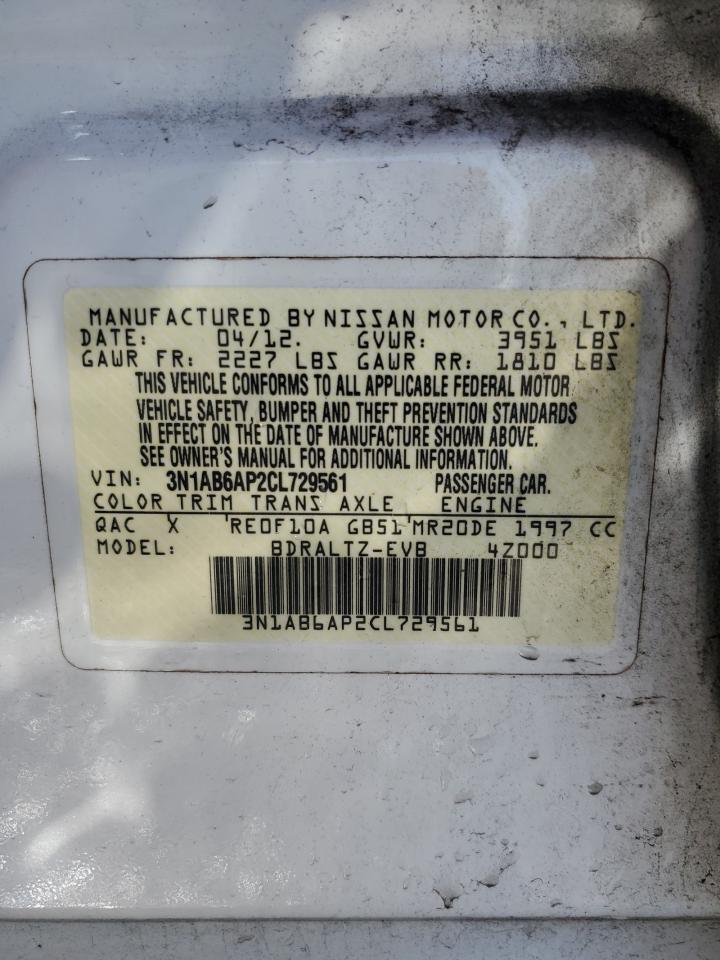 MANUFACTURED BY NISSAN MOTOR CO., LTD.
DATE: 04/12. GVWR: 3951 LBS
GAWR FR: 2227 LBS GAWR RR: 1810 LBS
THIS VEHICLE CONFORMS TO ALL APPLICABLE FEDERAL MOTOR
VEHICLE SAFETY, BUMPER AND THEFT PREVENTION STANDARDS
IN EFFECT ON THE DATE OF MANUFACTURE SHOWN ABOVE.
SEE OWNER'S MANUAL FOR ADDITIONAL INFORMATION.
VIN: 3N1AB6AP2CL729561 PASSENGER CAR.
COLOR TRIM TRANS AXLE ENGINE
QAC X RE0F10A GB51 MR20DE 1997 CC
MODEL: BDRALTZ-EVB 4Z000
3N1AB6AP2CL729561